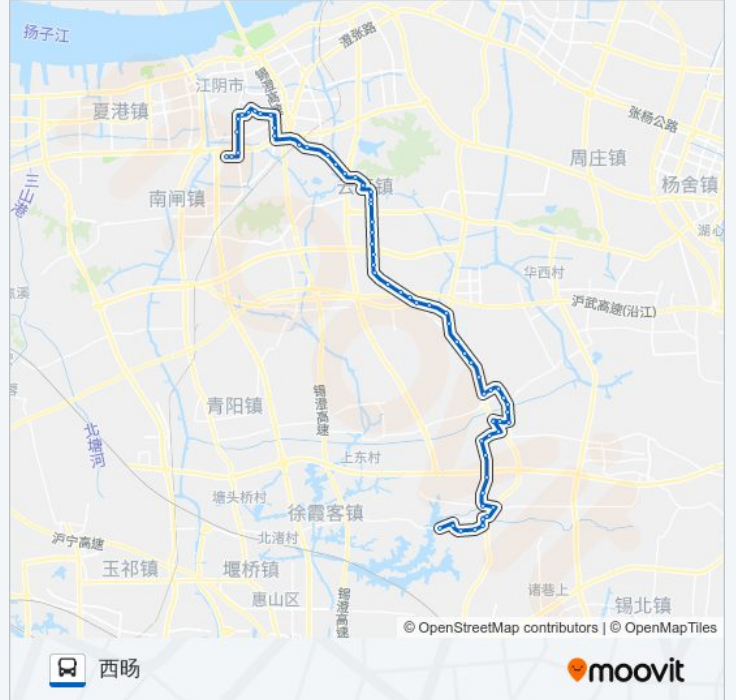 扬子江
澄张路
江阴市
锡澄高速
夏港镇
张杨公路
周庄镇
杨舍镇
三山港
南闸镇
云亭镇
湖心
华西村
沪武高速(沿江)
青阳镇
锡澄高速
北塘河
上东村
塘头桥村
徐霞客镇
沪宁高速
北渚村
玉祁镇
堰桥镇
惠山区
锡澄高速
诸巷上
锡北镇
© OpenStreetMap contributors | © OpenMapTiles
西旸
moovit